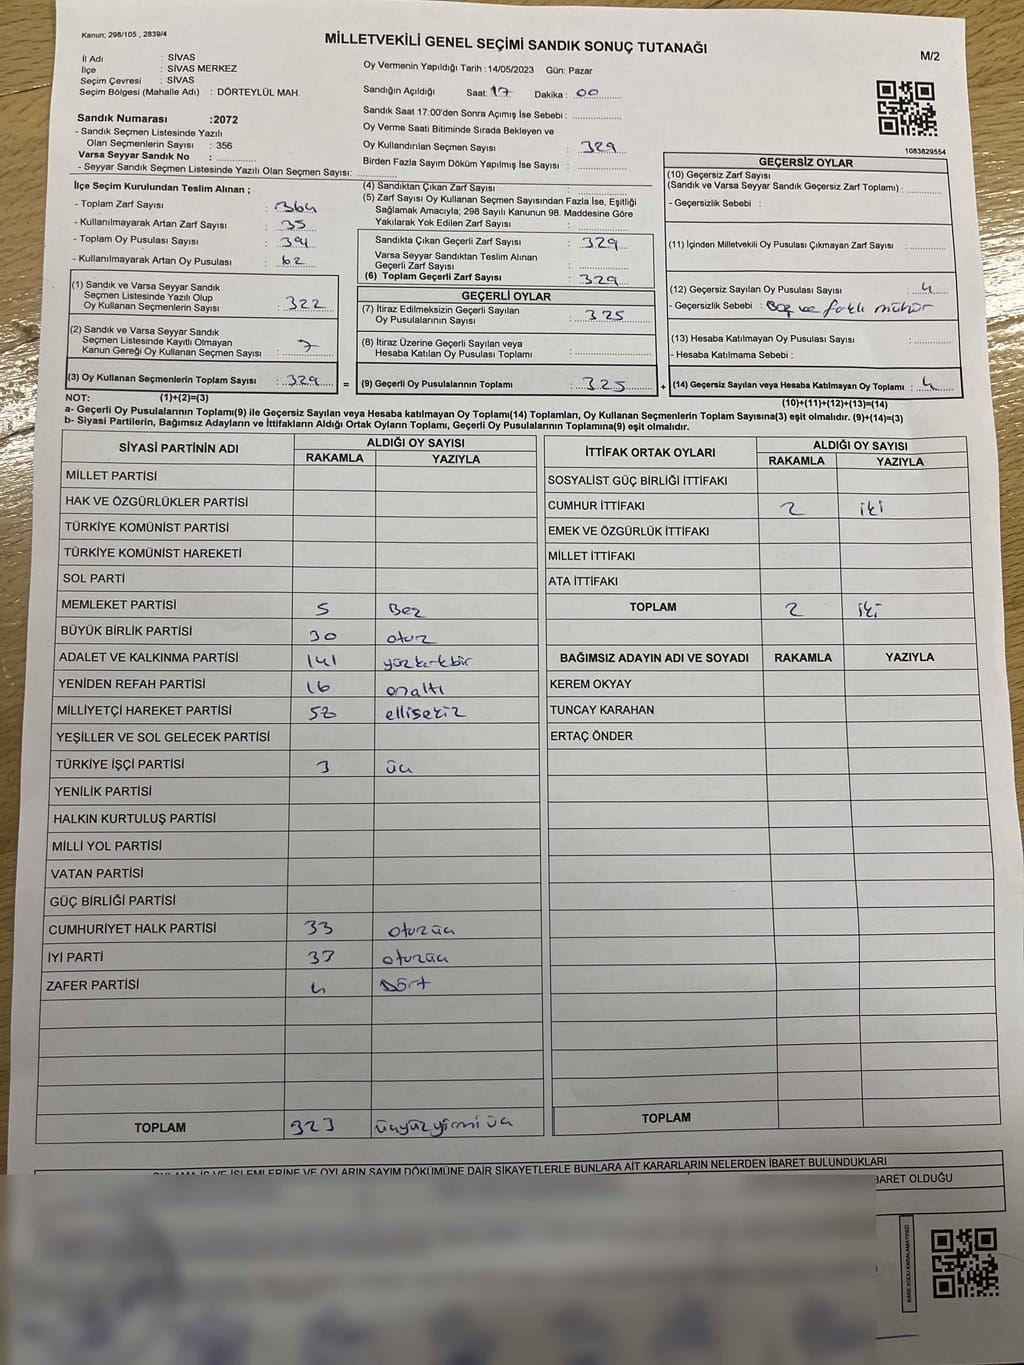 Kanun; 298/105 , 2839/4
MİLLETVEKİLİ GENEL SEÇİMİ SANDIK SONUÇ TUTANAĞI
M/2
İl Adı : SİVAS
İlçe : SİVAS MERKEZ
Seçim Çevresi : SİVAS
Seçim Bölgesi (Mahalle Adı) : DÖRTEYLÜL MAH.
Oy Vermenin Yapıldığı Tarih :14/05/2023 Gün: Pazar
Sandığın Açıldığı Saat: 17 Dakika : 00
Sandık Saat 17:00'den Sonra Açımış İse Sebebi :
Oy Verme Saati Bitiminde Sırada Bekleyen ve
Oy Kullandırılan Seçmen Sayısı : 329
Birden Fazla Sayım Döküm Yapılmış İse Sayısı :
Sandık Numarası :2072
- Sandık Seçmen Listesinde Yazılı
Olan Seçmenlerin Sayısı : 356
Varsa Seyyar Sandık No :
- Seyyar Sandık Seçmen Listesinde Yazılı Olan Seçmen Sayısı:
1083829554
İlçe Seçim Kurulundan Teslim Alınan ;
- Toplam Zarf Sayısı : 364
- Kullanılmayarak Artan Zarf Sayısı : 35
- Toplam Oy Pusulası Sayısı : 391
- Kullanılmayarak Artan Oy Pusulası : 62
(1) Sandık ve Varsa Seyyar Sandık
Seçmen Listesinde Yazılı Olup
Oy Kullanan Seçmenlerin Sayısı : 322
(2) Sandık ve Varsa Seyyar Sandık
Seçmen Listesinde Kayıtlı Olmayan
Kanun Gereği Oy Kullanan Seçmen Sayısı : 7
(3) Oy Kullanan Seçmenlerin Toplam Sayısı : 329 =
(4) Sandıktan Çıkan Zarf Sayısı :
(5) Zarf Sayısı Oy Kullanan Seçmen Sayısından Fazla İse, Eşitliği
Sağlamak Amacıyla; 298 Sayılı Kanunun 98. Maddesine Göre
Yakılarak Yok Edilen Zarf Sayısı :
Sandıkta Çıkan Geçerli Zarf Sayısı : 329
Varsa Seyyar Sandıktan Teslim Alınan
Geçerli Zarf Sayısı :
(6) Toplam Geçerli Zarf Sayısı : 329
GEÇERLİ OYLAR
(7) İtiraz Edilmeksizin Geçerli Sayılan
Oy Pusulalarının Sayısı : 325
(8) İtiraz Üzerine Geçerli Sayılan veya
Hesaba Katılan Oy Pusulası Toplamı :
(9) Geçerli Oy Pusulalarının Toplamı : 325 +
GEÇERSİZ OYLAR
(10) Geçersiz Zarf Sayısı
(Sandık ve Varsa Seyyar Sandık Geçersiz Zarf Toplamı) :
- Geçersizlik Sebebi :
(11) İçinden Milletvekili Oy Pusulası Çıkmayan Zarf Sayısı :
(12) Geçersiz Sayılan Oy Pusulası Sayısı : 4
- Geçersizlik Sebebi : Boş ve farklı mühür
(13) Hesaba Katılmayan Oy Pusulası Sayısı :
- Hesaba Katılmama Sebebi :
(14) Geçersiz Sayılan veya Hesaba Katılmayan Oy Toplamı : 4
(10)+(11)+(12)+(13)=(14)
NOT: (1)+(2)=(3)
a- Geçerli Oy Pusulalarının Toplamı(9) ile Geçersiz Sayılan veya Hesaba katılmayan Oy Toplamı(14) Toplamları, Oy Kullanan Seçmenlerin Toplam Sayısına(3) eşit olmalıdır. (9)+(14)=(3)
b- Siyasi Partilerin, Bağımsız Adayların ve İttifakların Aldığı Ortak Oyların Toplamı, Geçerli Oy Pusulalarının Toplamına(9) eşit olmalıdır.
SİYASİ PARTİNİN ADI ALDIĞI OY SAYISI
RAKAMLA YAZIYLA
MİLLET PARTİSİ
HAK VE ÖZGÜRLÜKLER PARTİSİ
TÜRKİYE KOMÜNİST PARTİSİ
TÜRKİYE KOMÜNİST HAREKETİ
SOL PARTİ
MEMLEKET PARTİSİ 5 Beş
BÜYÜK BİRLİK PARTİSİ 30 otuz
ADALET VE KALKINMA PARTİSİ 141 yüzkırkbir
YENİDEN REFAH PARTİSİ 16 onaltı
MİLLİYETÇİ HAREKET PARTİSİ 58 ellisekiz
YEŞİLLER VE SOL GELECEK PARTİSİ
TÜRKİYE İŞÇİ PARTİSİ 3 üç
YENİLİK PARTİSİ
HALKIN KURTULUŞ PARTİSİ
MİLLİ YOL PARTİSİ
VATAN PARTİSİ
GÜÇ BİRLİĞİ PARTİSİ
CUMHURİYET HALK PARTİSİ 33 otuzüç
İYİ PARTİ 33 otuzüç
ZAFER PARTİSİ 4 Dört
TOPLAM 323 üçyüzyirmi üç
İTTİFAK ORTAK OYLARI ALDIĞI OY SAYISI
RAKAMLA YAZIYLA
SOSYALİST GÜÇ BİRLİĞİ İTTİFAKI
CUMHUR İTTİFAKI 2 iki
EMEK VE ÖZGÜRLÜK İTTİFAKI
MİLLET İTTİFAKI
ATA İTTİFAKI
TOPLAM 2 iki
BAĞIMSIZ ADAYIN ADI VE SOYADI RAKAMLA YAZIYLA
KEREM OKYAY
TUNCAY KARAHAN
ERTAÇ ÖNDER
TOPLAM
OYLAMA İŞ VE İŞLEMLERİNE VE OYLARIN SAYIM DÖKÜMÜNE DAİR ŞİKAYETLERLE BUNLARA AİT KARARLARIN NELERDEN İBARET BULUNDUKLARI
İBARET OLDUĞU
KARE KODU KARALAMAYINIZ!